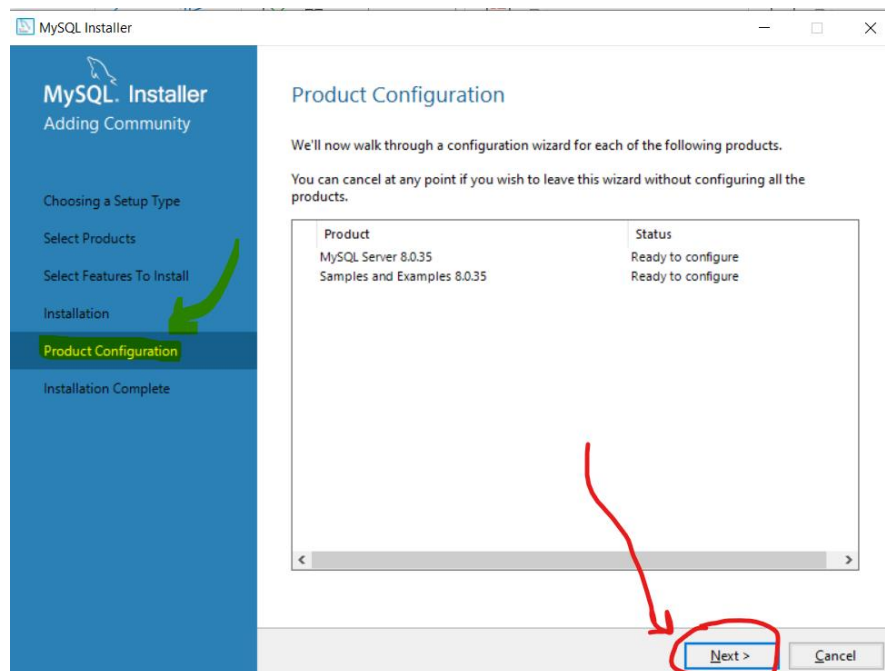 MySQL Installer
MySQL. Installer
Adding Community
Choosing a Setup Type
Select Products
Select Features To Install
Installation
Product Configuration
Installation Complete
Product Configuration
We'll now walk through a configuration wizard for each of the following products.
You can cancel at any point if you wish to leave this wizard without configuring all the
products.
Product Status
MySQL Server 8.0.35 Ready to configure
Samples and Examples 8.0.35 Ready to configure
Next > Cancel